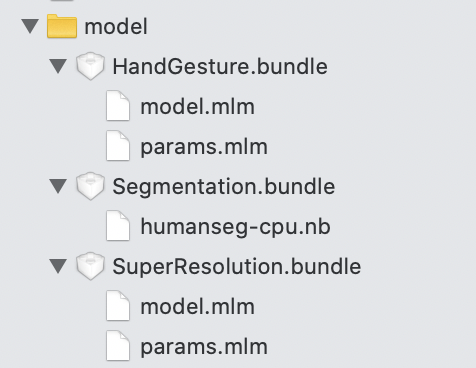 model
HandGesture.bundle
model.mlm
params.mlm
Segmentation.bundle
humanseg-cpu.nb
SuperResolution.bundle
model.mlm
params.mlm